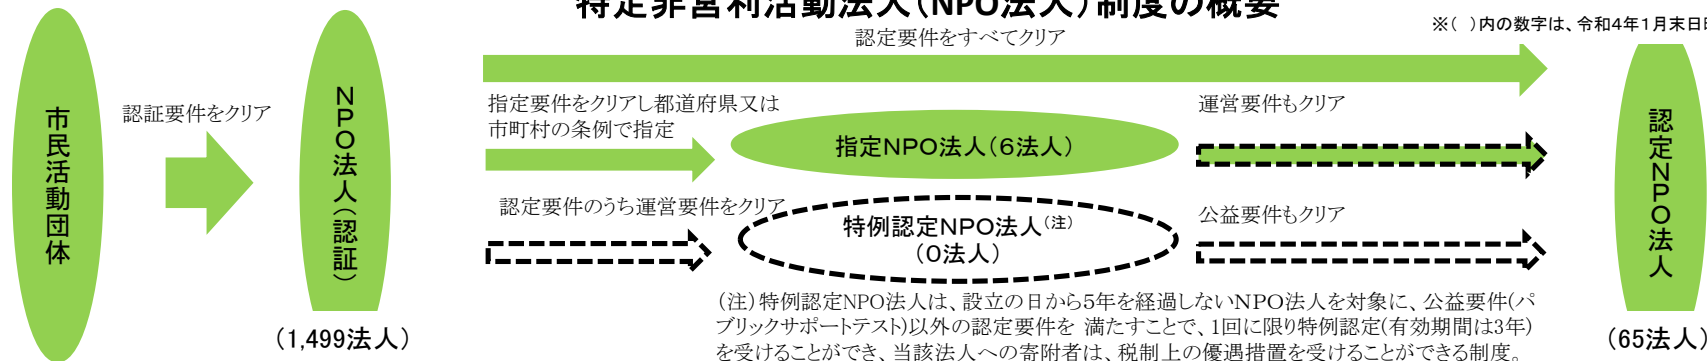 特定非営利活動法人（NPO法人）制度の概要
※（　）内の数字は、令和4年1月末日
認定要件をすべてクリア
市民活動団体
認証要件をクリア
ＮＰＯ法人（認証）
（1,499法人）
指定要件をクリアし都道府県又は
市町村の条例で指定
指定NPO法人（6法人）
運営要件もクリア
認定要件のうち運営要件をクリア
特例認定NPO法人（注）
（0法人）
公益要件もクリア
認定ＮＰＯ法人
（65法人）
（注）特例認定NPO法人は、設立の日から5年を経過しないNPO法人を対象に、公益要件(パ
ブリックサポートテスト)以外の認定要件を 満たすことで、1回に限り特例認定(有効期間は3年)
を受けることができ、当該法人への寄附者は、税制上の優遇措置を受けることができる制度。